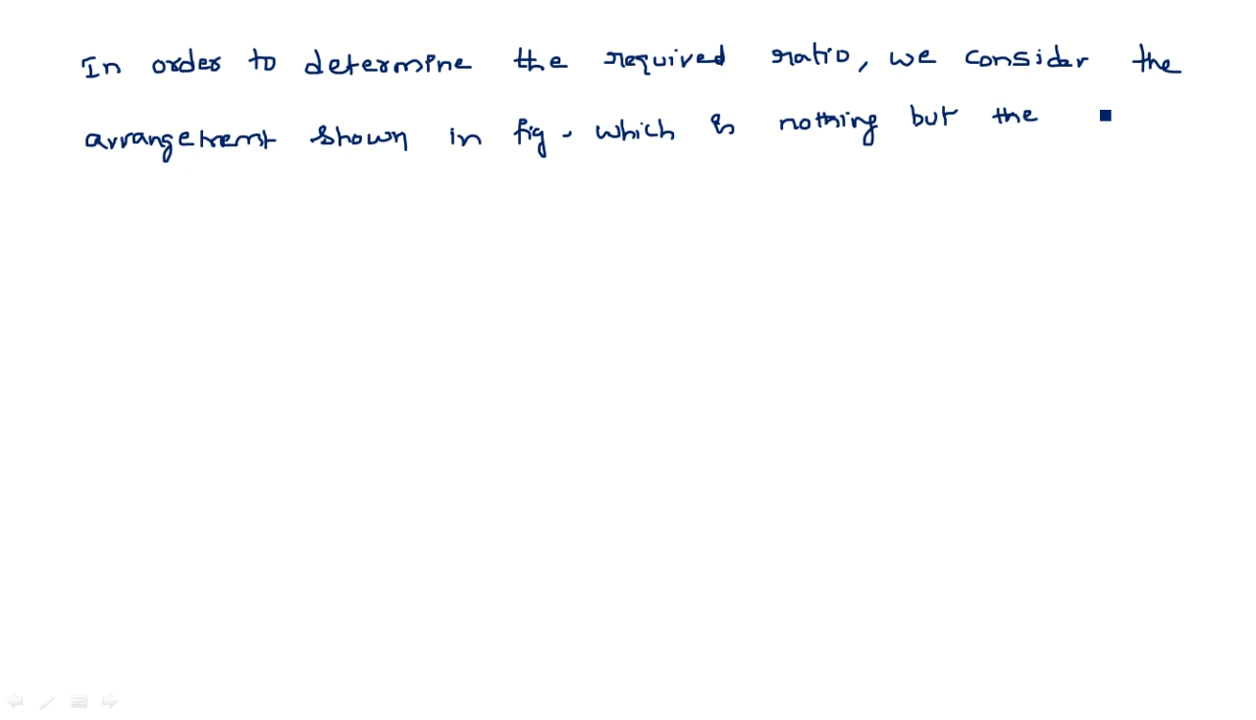 In order to determine the required ratio, we consider the
arrangement shown in fig. which is nothing but the